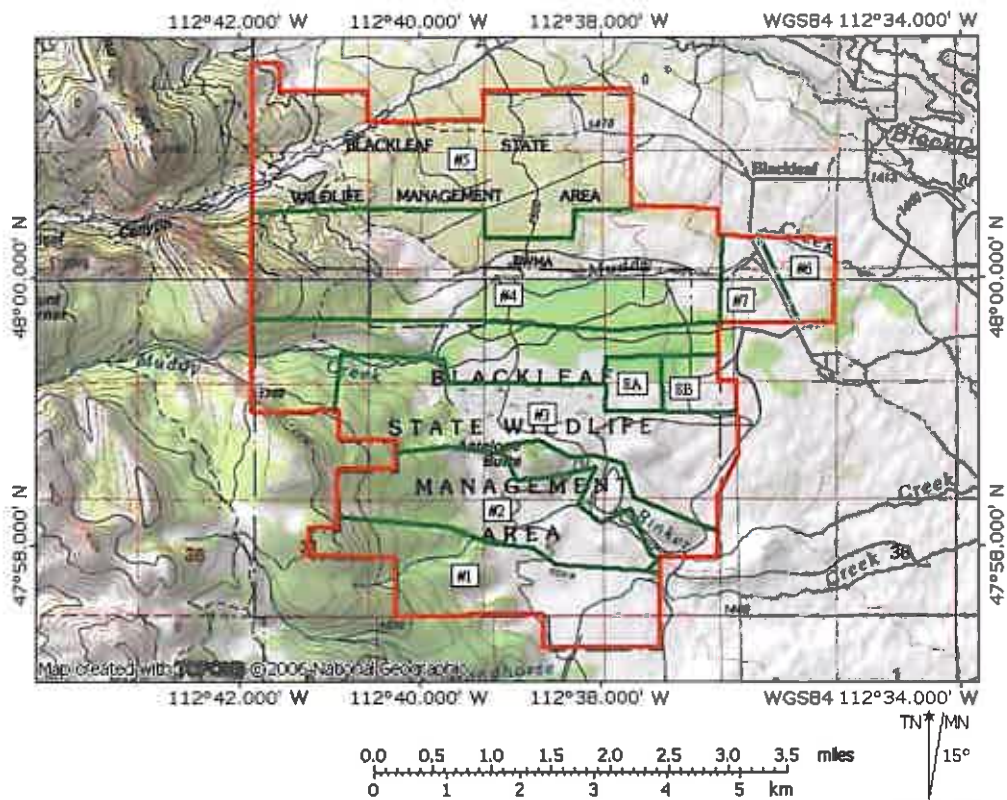 112°42.000' W 112°40.000' W 112°38.000' W WGS84 112°34.000' W
BLACKLEAF STATE
#5
WILDLIFE MANAGEMENT AREA
Blackleaf
Blackle
Canyon
Creek
BWMA Muddy
#6
#4
#7
48°00.000' N
48°00.000' N
Muddy Creek
BLACKLEAF
8A
8B
#3
STATE WILDLIFE
Antelope
Butte
MANAGEMENT
#2
Rinker
Creek
AREA
#1
38
38
Creek
47°58.000' N
47°58.000' N
Map created with ©2006 National Geographic
112°42.000' W 112°40.000' W 112°38.000' W WGS84 112°34.000' W
TN MN
15°
0.0 0.5 1.0 1.5 2.0 2.5 3.0 3.5 miles
0 1 2 3 4 5 km